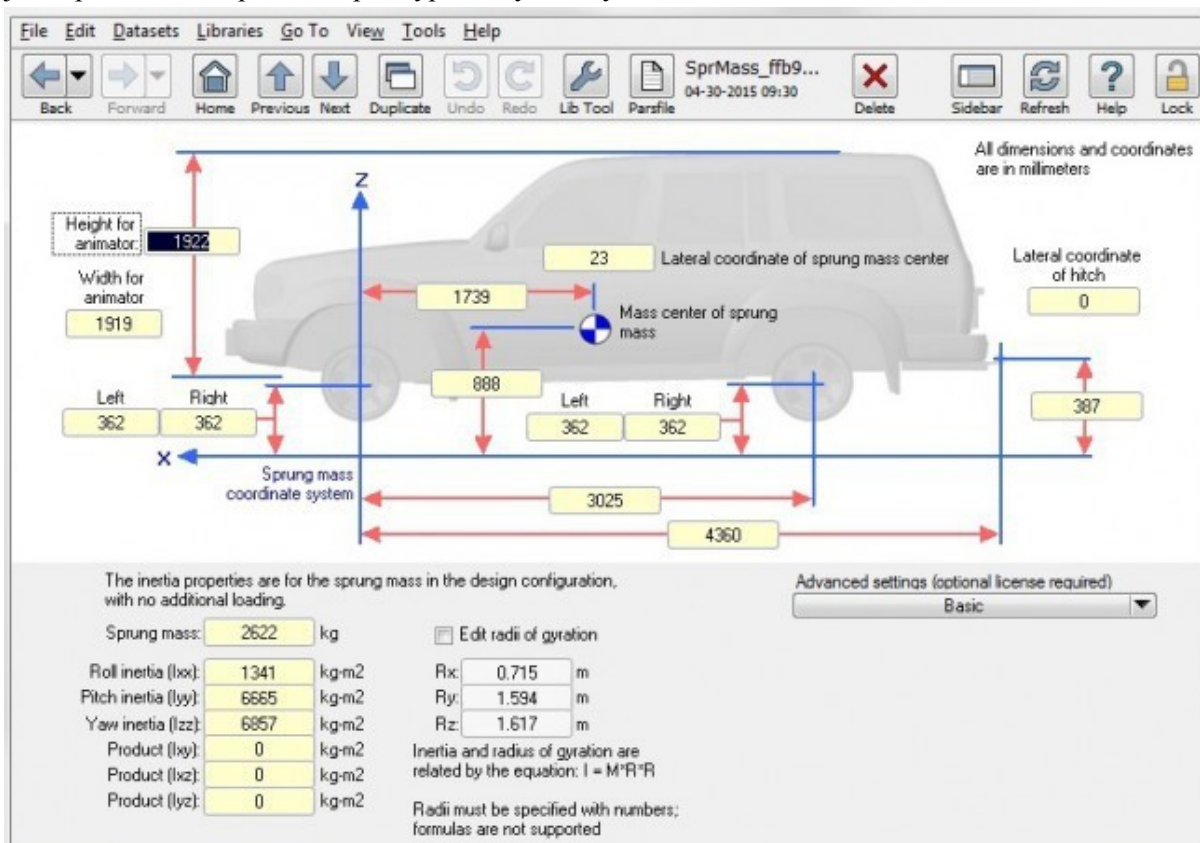 File Edit Datasets Libraries Go To View Tools Help
Back Forward Home Previous Next Duplicate Undo Redo Lib Tool Parsfile SprMass_ffb9... 04-30-2015 09:30 Delete Sidebar Refresh Help Lock
All dimensions and coordinates
are in millimeters
Z
Height for
animator: 1922
Width for
animator
1919
23 Lateral coordinate of sprung mass center
Lateral coordinate
of hitch
0
1739
Mass center of sprung
mass
888
Left Right
362 362
Left Right
362 362
387
X
Sprung mass
coordinate system
3025
4360
The inertia properties are for the sprung mass in the design configuration,
with no additional loading.
Advanced settings (optional license required)
Basic
Sprung mass: 2622 kg
Edit radii of gyration
Roll inertia (Ixx): 1341 kg-m2
Rx: 0.715 m
Pitch inertia (Iyy): 6665 kg-m2
Ry: 1.594 m
Yaw inertia (Izz): 6857 kg-m2
Rz: 1.617 m
Product (Ixy): 0 kg-m2
Product (Ixz): 0 kg-m2
Product (Iyz): 0 kg-m2
Inertia and radius of gyration are
related by the equation: I = M*R*R
Radii must be specified with numbers;
formulas are not supported